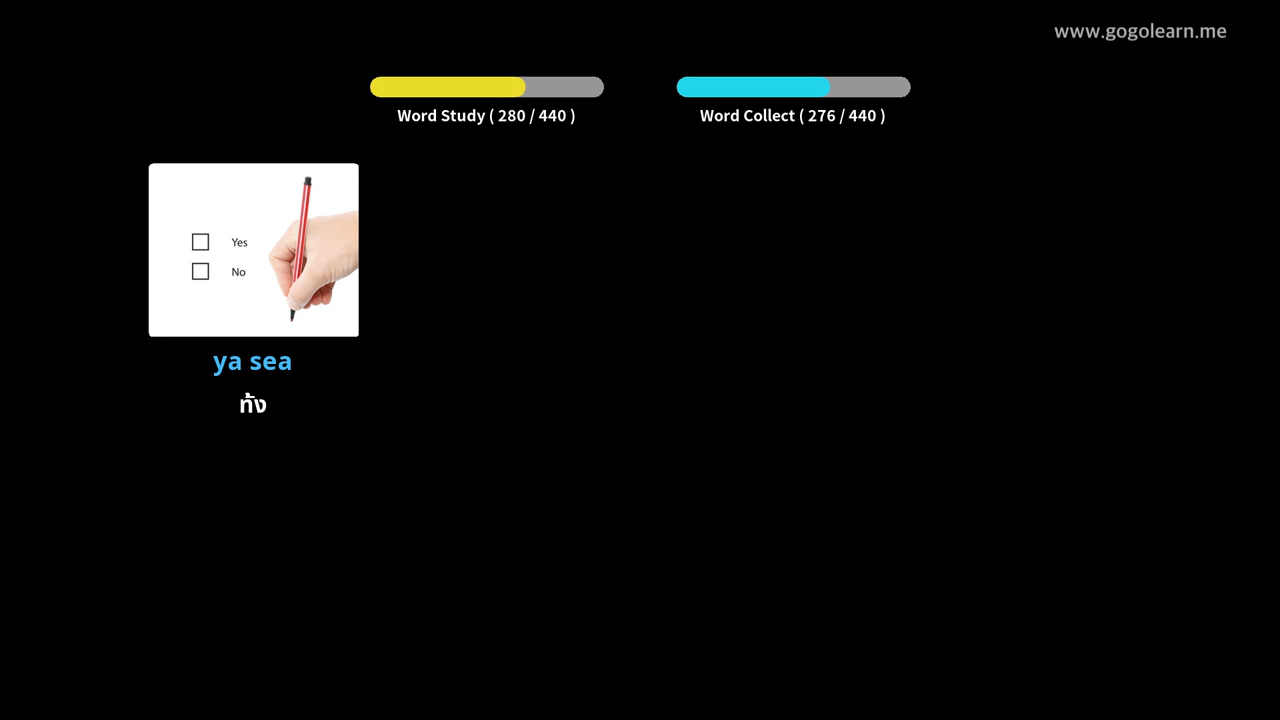 www.gogolearn.me
Word Study ( 280 / 440 )
Word Collect ( 276 / 440 )
Yes
No
ya sea
ทั้ง